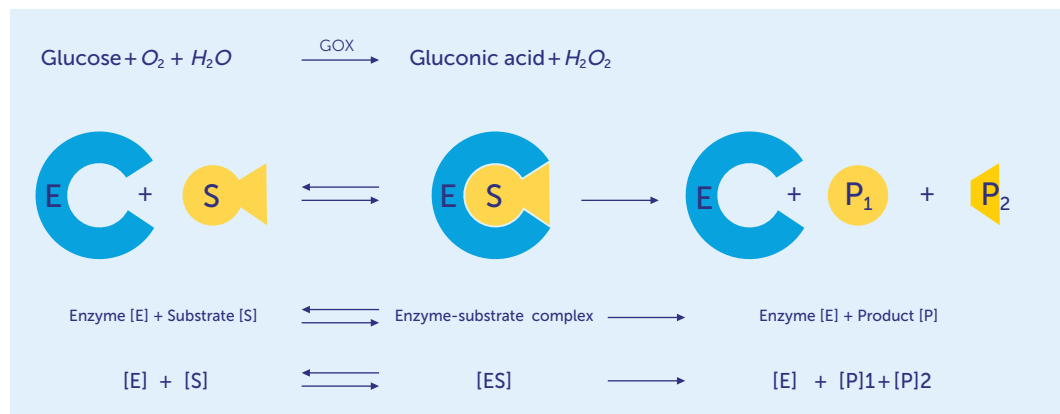 GOX
Glucose + O₂ + H₂O Gluconic acid + H₂O₂
E + S E S E + P₁ + P₂
Enzyme [E] + Substrate [S] Enzyme-substrate complex Enzyme [E] + Product [P]
[E] + [S] [ES] [E] + [P]1+[P]2